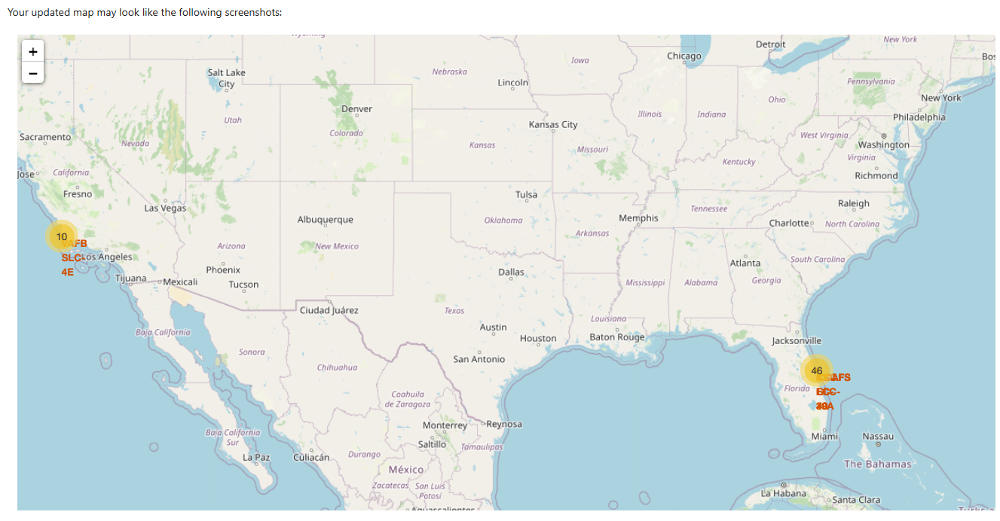 Your updated map may look like the following screenshots:
+
−
New York
Detroit
Chicago
Iowa
Nebraska
Salt Lake
City
Lincoln
Pennsylvania
New York
Ohio
Denver
Illinois
Indiana
Philadelphia
Utah
Kansas City
Colorado
West Virginia
Sacramento
Nevada
Kansas
Missouri
Washington
Virginia
Kentucky
California
Richmond
Fresno
Tulsa
Las Vegas
Raleigh
Tennessee
Albuquerque
Oklahoma
Memphis
Charlotte
North Carolina
10
Arkansas
VAFB
SLC-
4E
Los Angeles
Arizona
New Mexico
South Carolina
Atlanta
Phoenix
Dallas
Tijuana
Mexicali
Tucson
Mississippi
Alabama
Georgia
Ciudad Juárez
Texas
Louisiana
Austin
Baja California
Houston
Baton Rouge
Jacksonville
Sonora
San Antonio
Chihuahua
46
Florida
Coahuila
de Zaragoza
Monterrey
Reynosa
Baja California
Sur
Miami
Nassau
Saltillo
Tamaulipas
La Paz
Culiacán
Durango
The Bahamas
México
Zacatecas
San Luis
Potosí
La Habana
Santa Clara
Aguascalientes